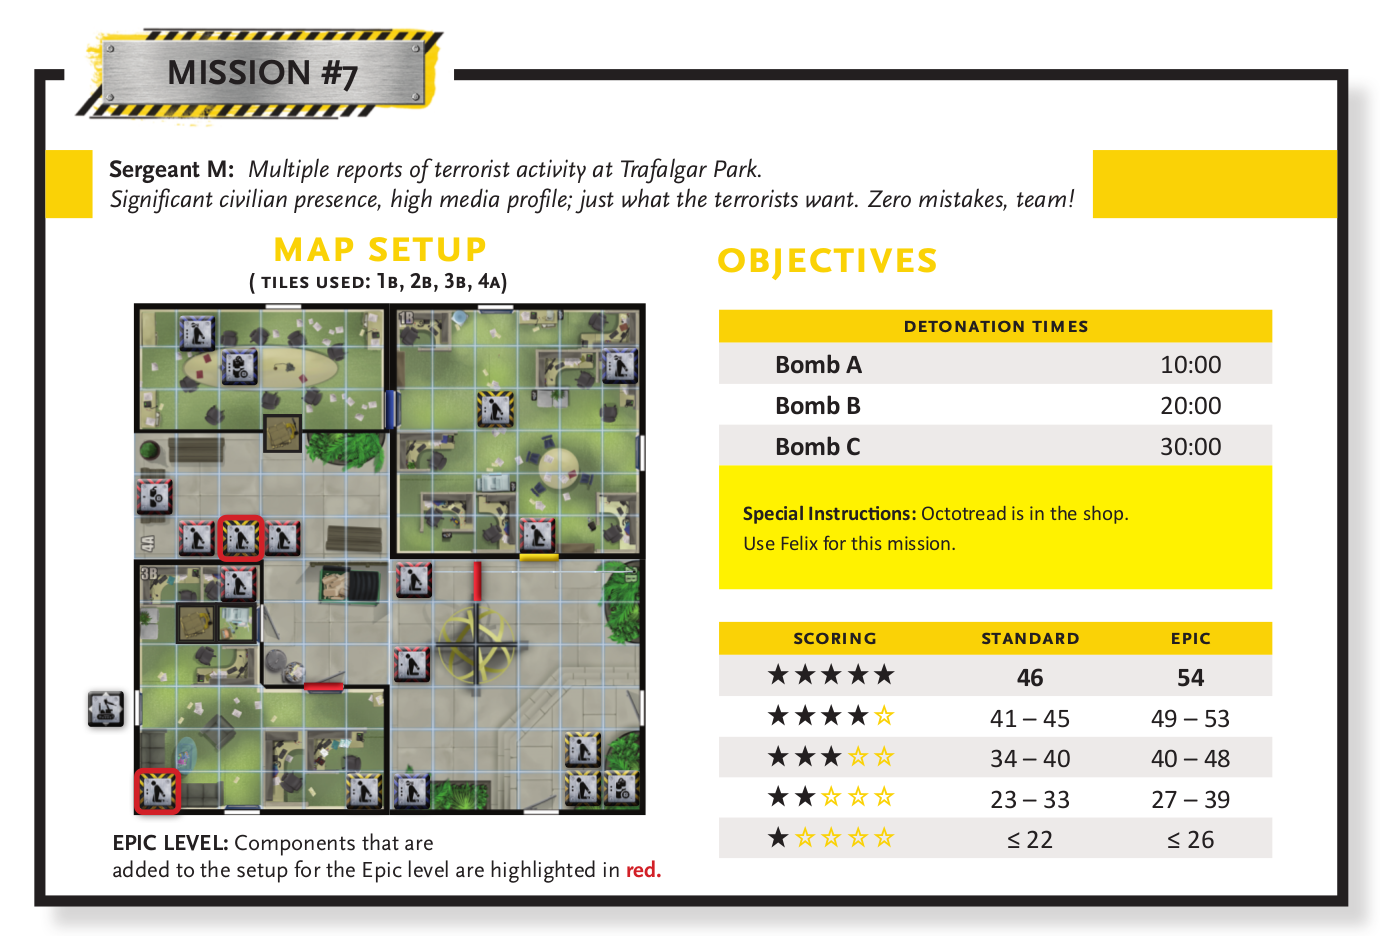 MISSION #7
Sergeant M: Multiple reports of terrorist activity at Trafalgar Park.
Significant civilian presence, high media profile; just what the terrorists want. Zero mistakes, team!
MAP SETUP
( TILES USED: 1B, 2B, 3B, 4A)
1B
3B
EPIC LEVEL: Components that are
added to the setup for the Epic level are highlighted in red.
OBJECTIVES
DETONATION TIMES
Bomb A 10:00
Bomb B 20:00
Bomb C 30:00
Special Instructions: Octotread is in the shop.
Use Felix for this mission.
SCORING STANDARD EPIC
★★★★★ 46 54
★★★★☆ 41 – 45 49 – 53
★★★☆☆ 34 – 40 40 – 48
★★☆☆☆ 23 – 33 27 – 39
★☆☆☆☆ ≤ 22 ≤ 26